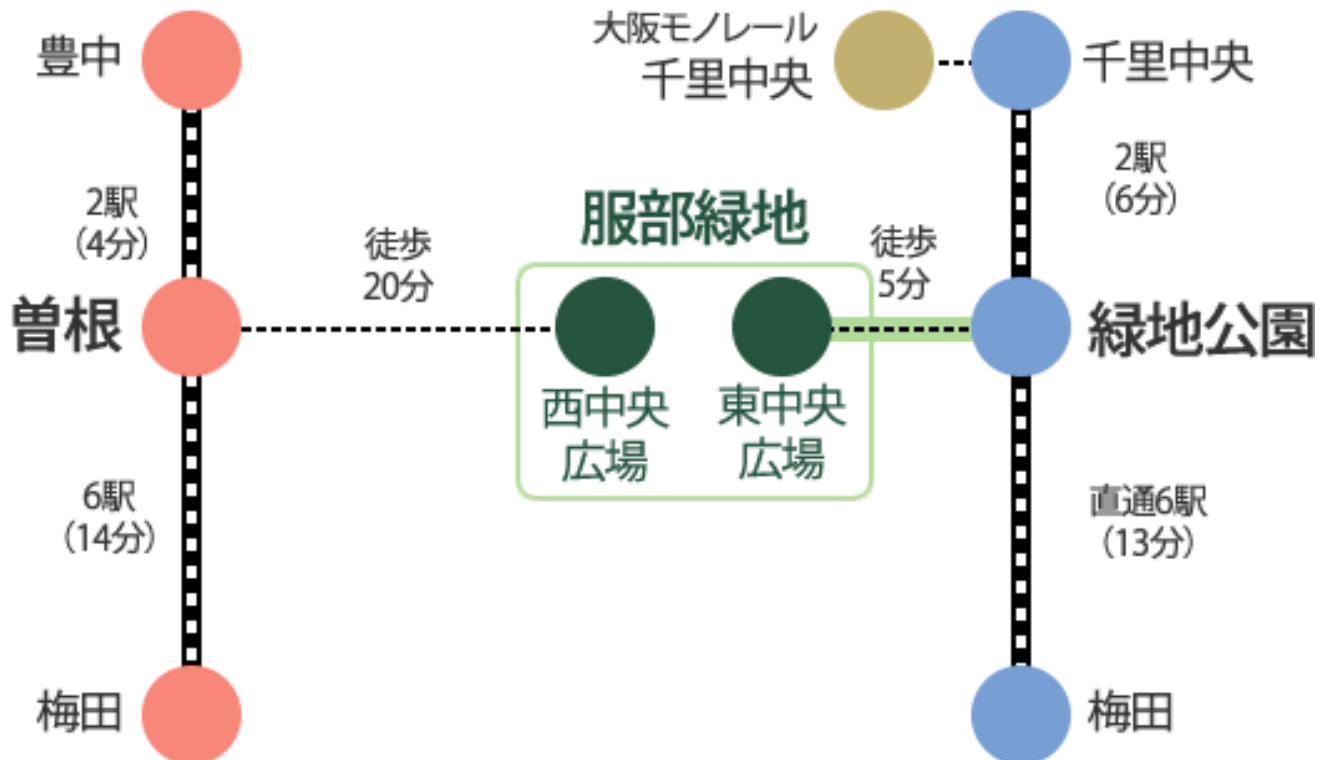 豊中
大阪モノレール
千里中央
千里中央
2駅
(4分)
2駅
(6分)
服部緑地
徒歩
20分
徒歩
5分
曽根
緑地公園
西中央
広場
東中央
広場
6駅
(14分)
直通6駅
(13分)
梅田
梅田